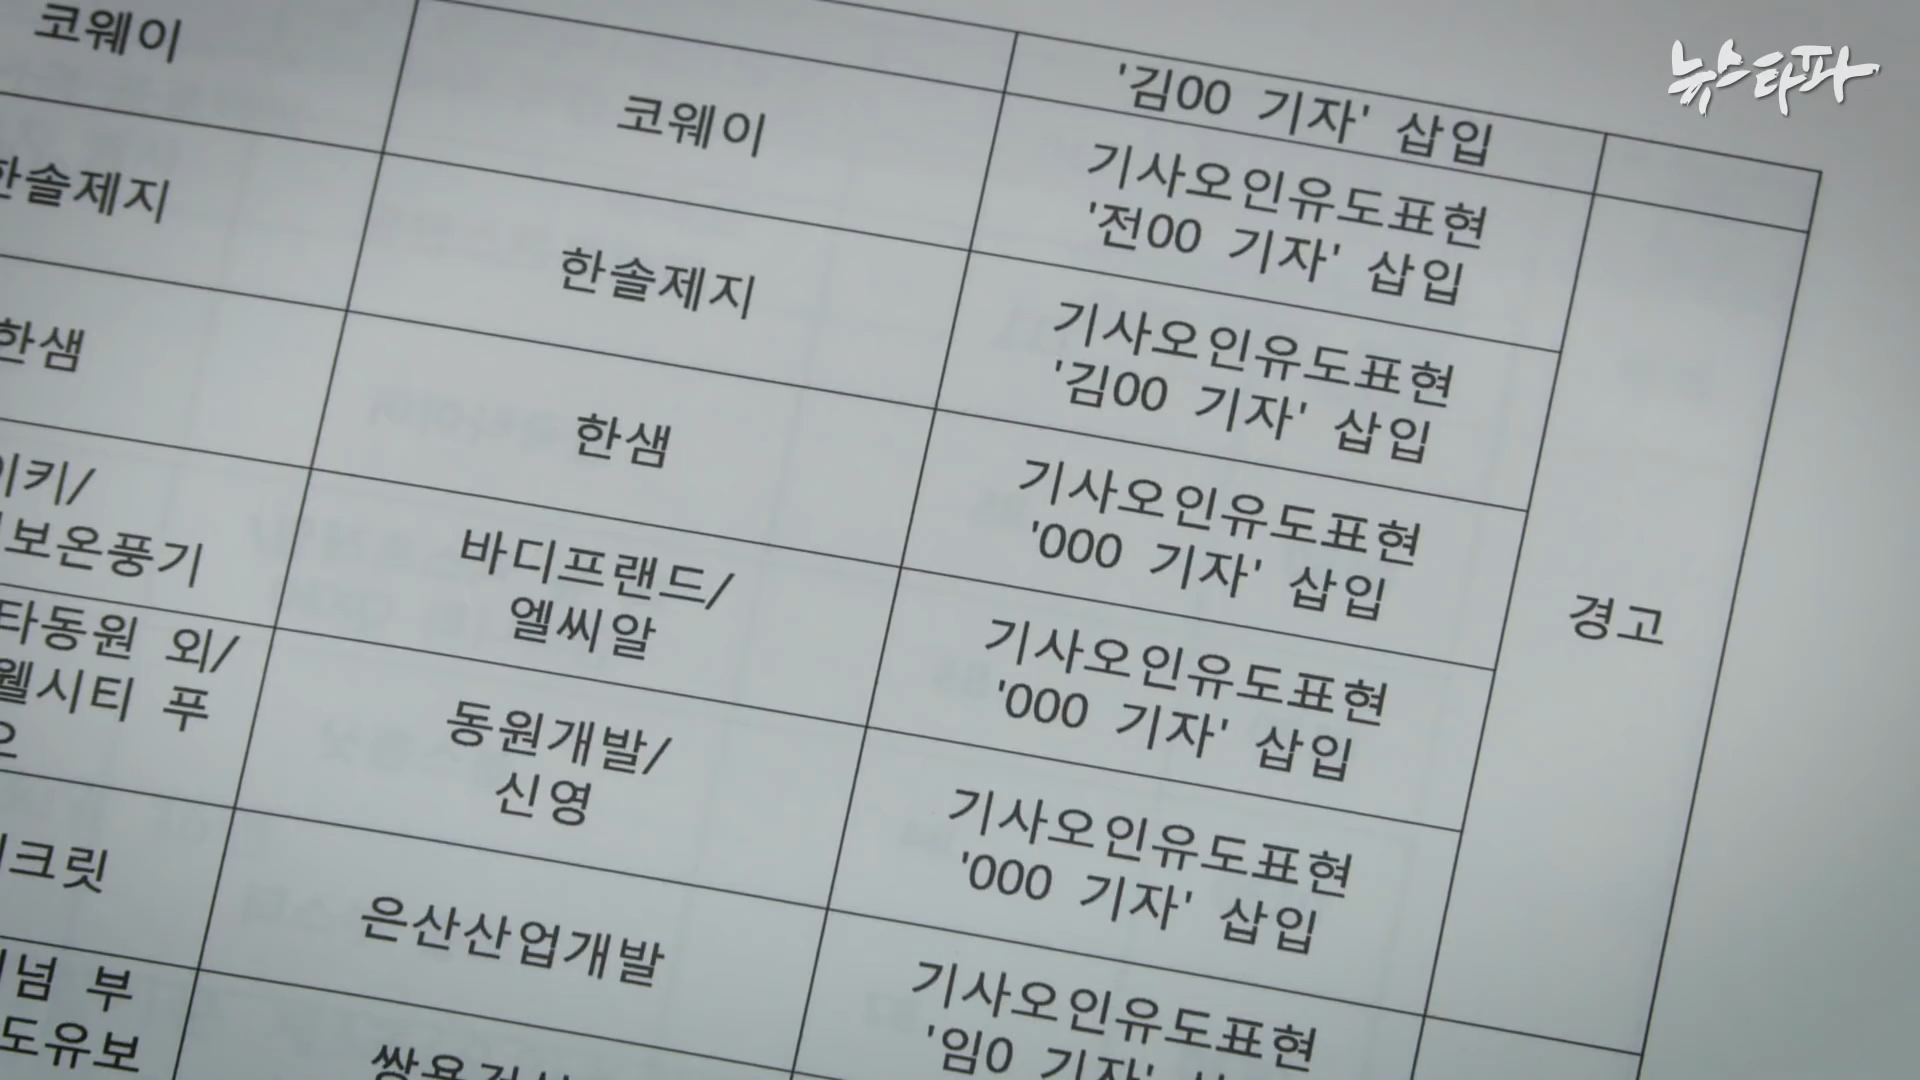 뉴스타파
코웨이
코웨이
'김00 기자' 삽입
한솔제지
한솔제지
기사오인유도표현
'전00 기자' 삽입
한샘
한샘
기사오인유도표현
'김00 기자' 삽입
이키/
보온풍기
바디프랜드/
엘씨알
기사오인유도표현
'000 기자' 삽입
경고
타동원 외/
웰시티 푸
오
동원개발/
신영
기사오인유도표현
'000 기자' 삽입
크릿
은산산업개발
기사오인유도표현
'000 기자' 삽입
념 부
도유보
기사오인유도표현
'임0 기자'